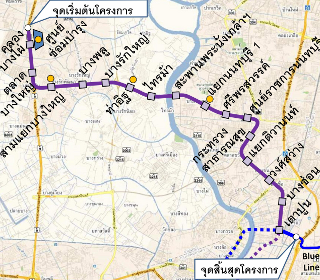 จุดเริ่มต้นโครงการ
คลอง
บางไผ่
ศูนย์
ซ่อมบำรุง
ตลาด
บางใหญ่
สามแยกบางใหญ่
บางพลู
บางรักใหญ่
ท่าอิฐ
ไทรม้า
สะพานพระนั่งเกล้า
แยกนนทบุรี 1
ศรีพรสวรรค์
ศูนย์ราชการนนทบุรี
กระทรวง
สาธารณสุข
แยกติวานนท์
วงศ์สว่าง
บางซ่อน
เตาปูน
จุดสิ้นสุดโครงการ
Blue
Line